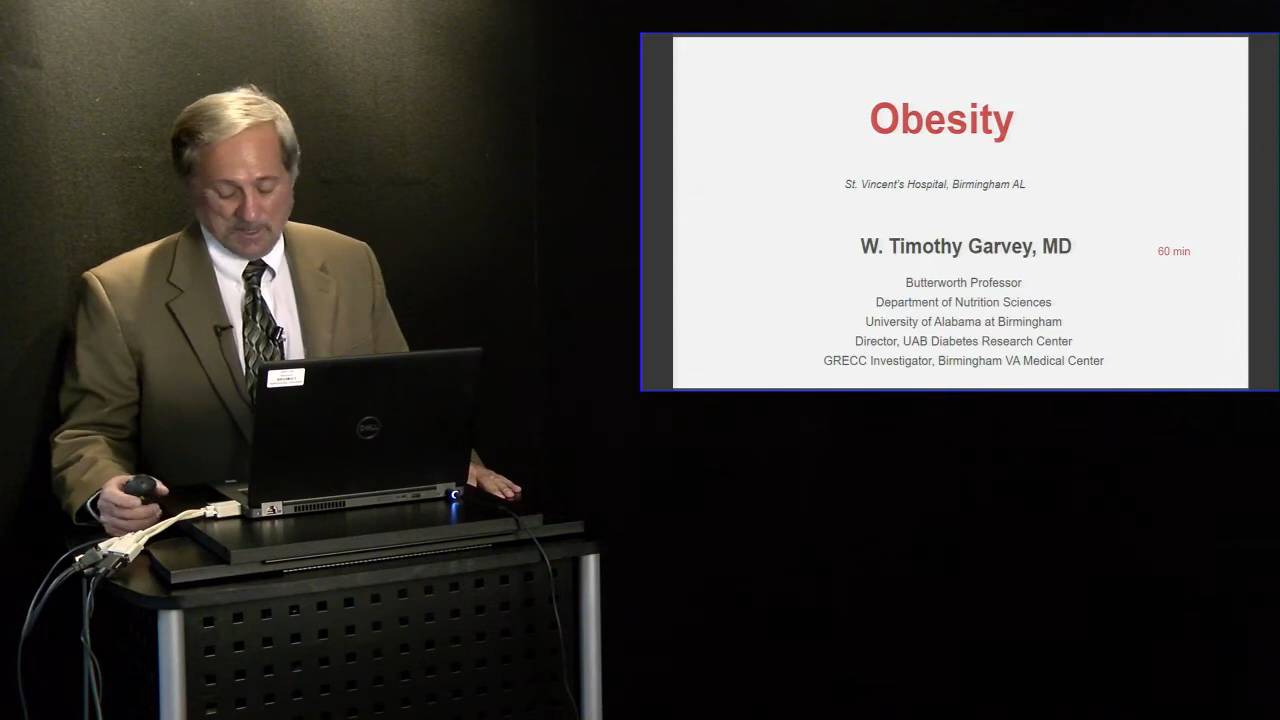 Obesity
St. Vincent's Hospital, Birmingham AL
W. Timothy Garvey, MD
60 min
Butterworth Professor
Department of Nutrition Sciences
University of Alabama at Birmingham
Director, UAB Diabetes Research Center
GRECC Investigator, Birmingham VA Medical Center
DELL